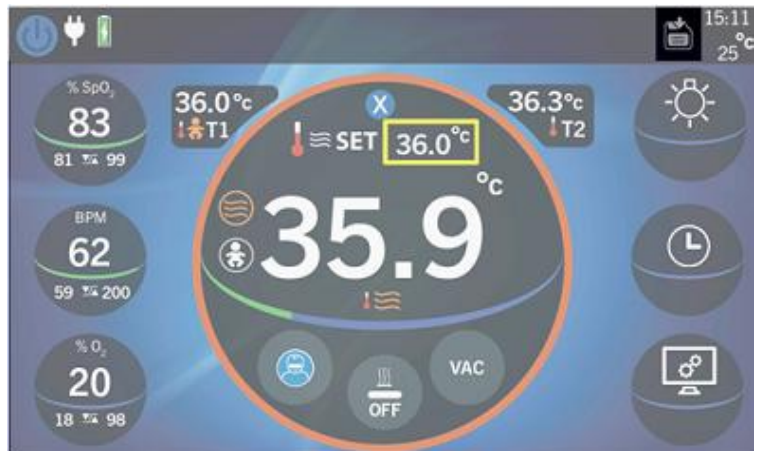 15:11
25°c
% SpO₂
83
81 99
36.0°c
T1
X
36.3°c
T2
SET 36.0°c
35.9°c
BPM
62
59 200
% O₂
20
18 98
OFF
VAC